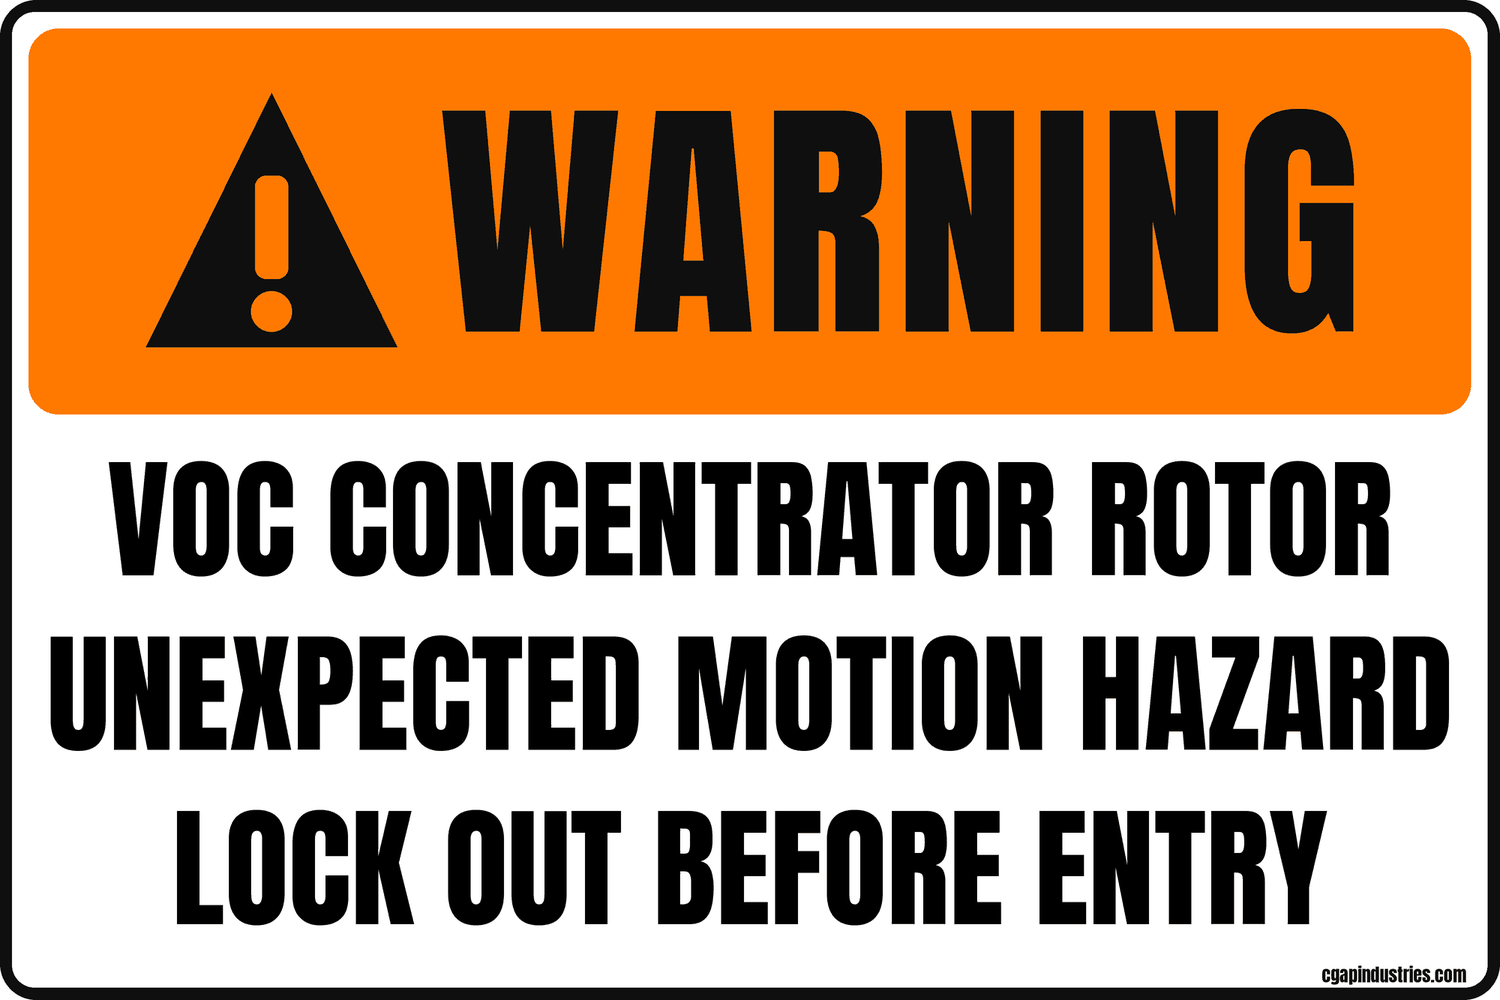 WARNING
VOC CONCENTRATOR ROTOR
UNEXPECTED MOTION HAZARD
LOCK OUT BEFORE ENTRY
cgapindustries.com